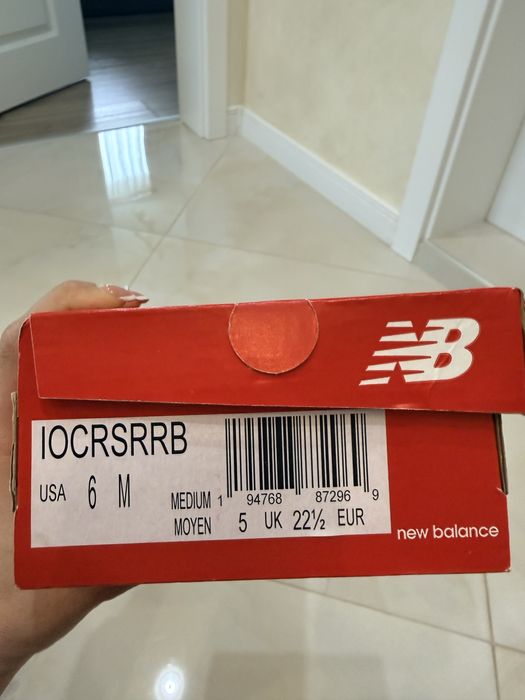 NB
IOCRSRRB
USA 6 M
MEDIUM 1 94768 87296 9
MOYEN 5 UK 22½ EUR
new balance